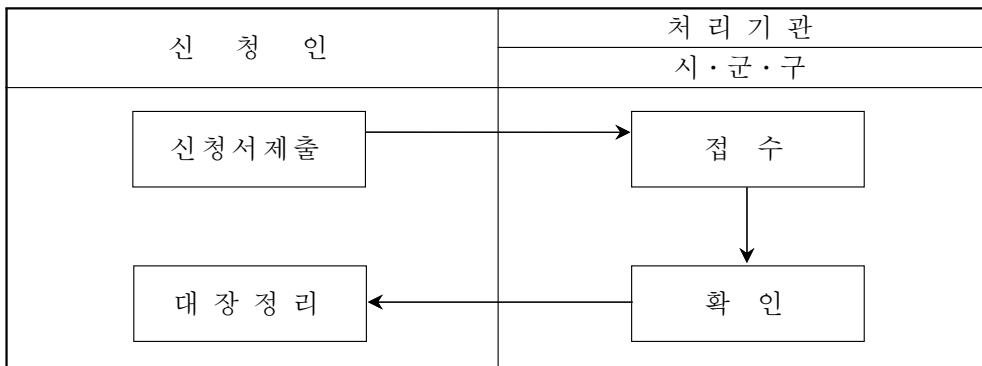 신 청 인
처 리 기 관
시·군·구
신청서제출
접 수
대 장 정 리
확 인